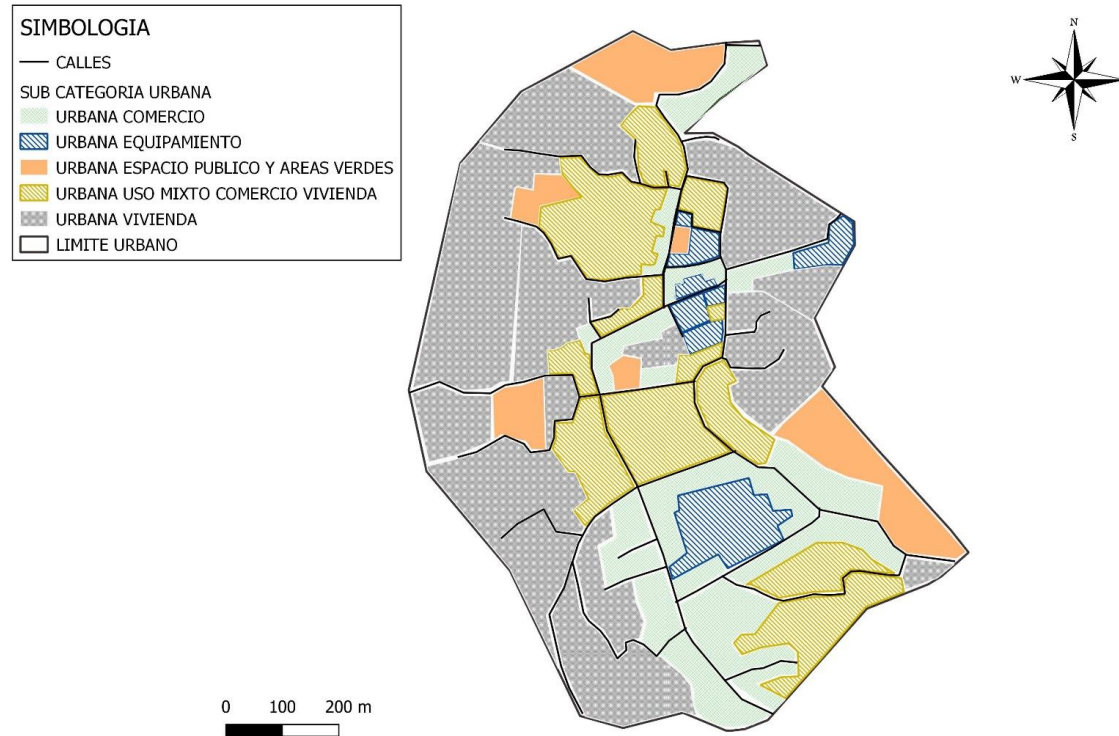 SIMBOLOGIA
CALLES
SUB CATEGORIA URBANA
URBANA COMERCIO
URBANA EQUIPAMIENTO
URBANA ESPACIO PUBLICO Y AREAS VERDES
URBANA USO MIXTO COMERCIO VIVIENDA
URBANA VIVIENDA
LIMITE URBANO
N
W
E
S
0 100 200 m